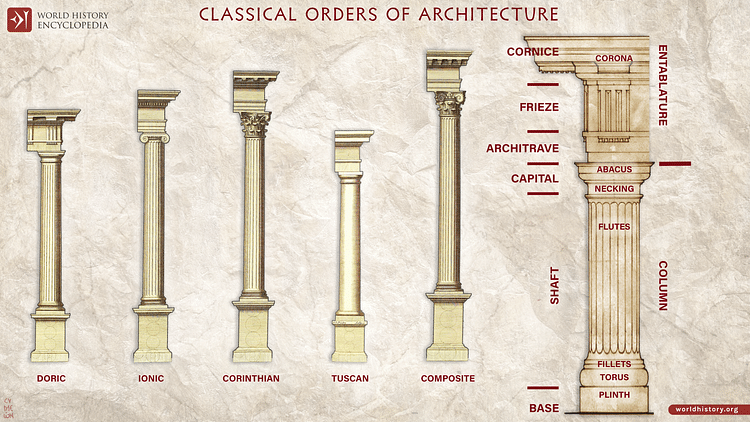 WORLD HISTORY
ENCYCLOPEDIA
CLASSICAL ORDERS OF ARCHITECTURE
CORNICE
CORONA
ENTABLATURE
FRIEZE
ARCHITRAVE
ABACUS
CAPITAL
NECKING
FLUTES
SHAFT
COLUMN
FILLETS
TORUS
PLINTH
BASE
DORIC
IONIC
CORINTHIAN
TUSCAN
COMPOSITE
worldhistory.org